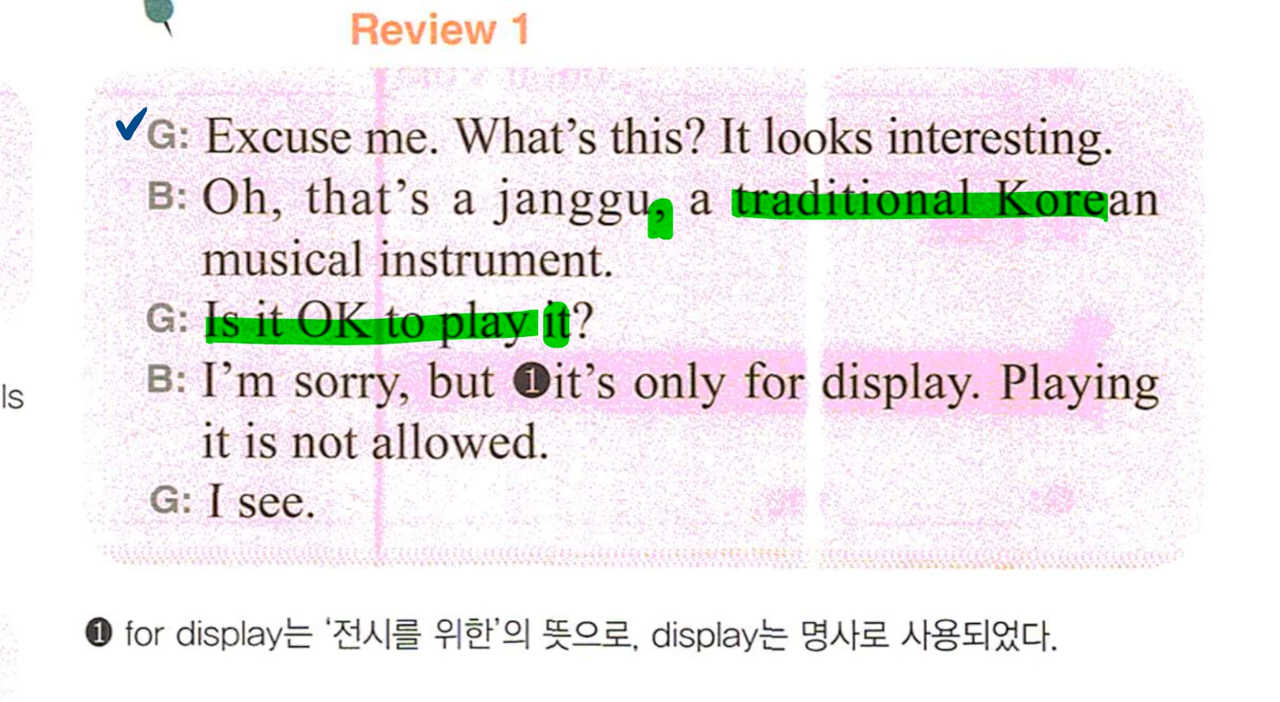 Review 1
G: Excuse me. What's this? It looks interesting.
B: Oh, that's a janggu, a traditional Korean
musical instrument.
G: Is it OK to play it?
B: I'm sorry, but ❶it's only for display. Playing
it is not allowed.
G: I see.
ls
❶ for display는 '전시를 위한'의 뜻으로, display는 명사로 사용되었다.